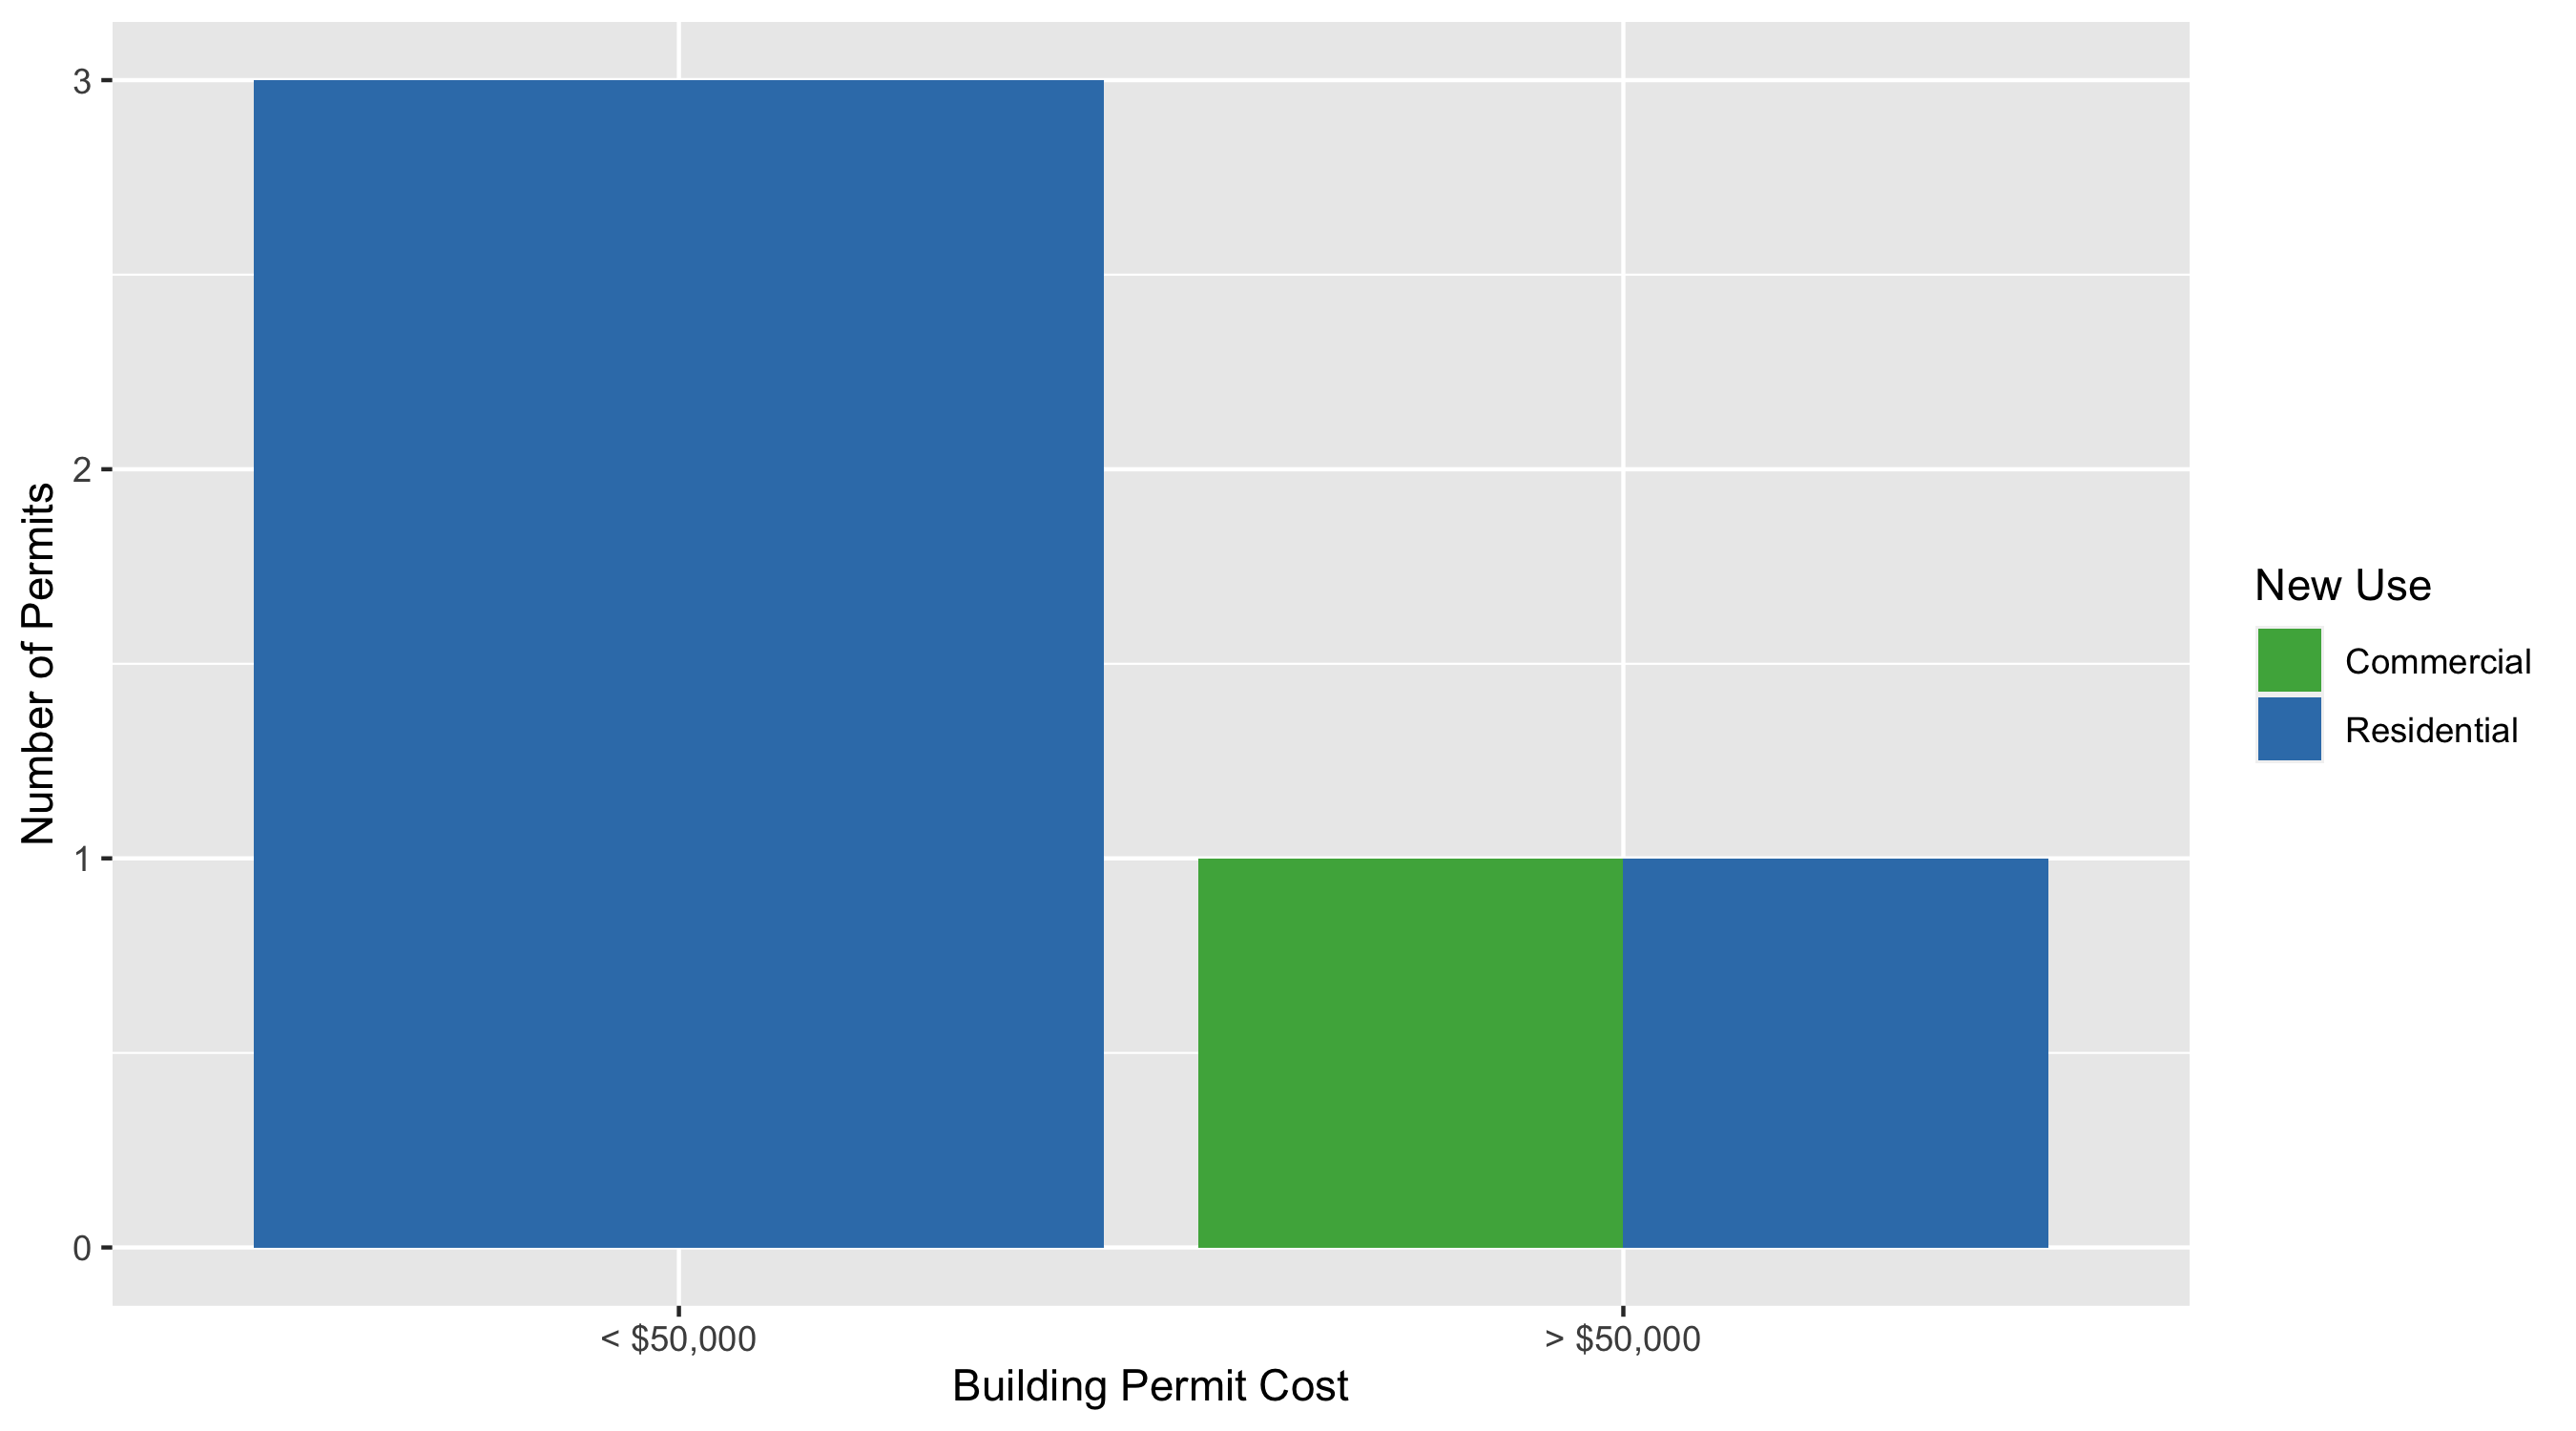 3
2
1
0
Number of Permits
< $50,000
> $50,000
Building Permit Cost
New Use
Commercial
Residential